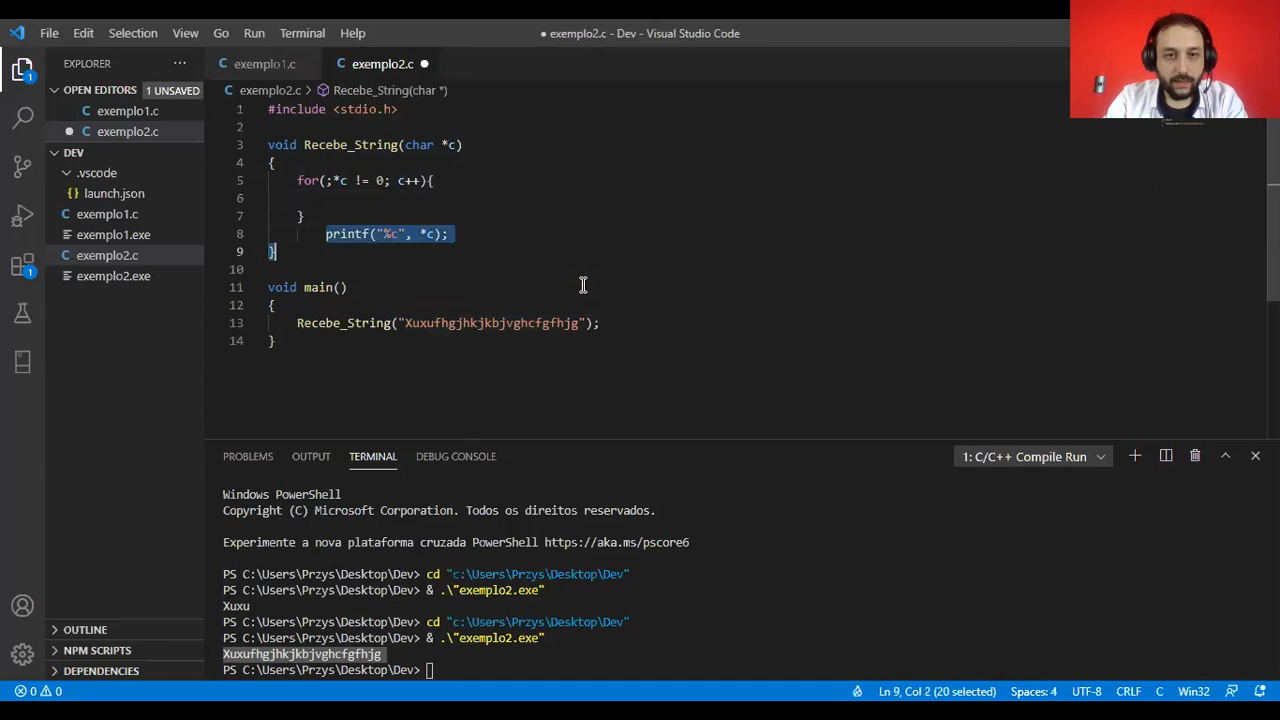 File Edit Selection View Go Run Terminal Help
● exemplo2.c - Dev - Visual Studio Code
EXPLORER ···
OPEN EDITORS 1 UNSAVED
C exemplo1.c
● C exemplo2.c
DEV
.vscode
{} launch.json
C exemplo1.c
exemplo1.exe
C exemplo2.c
exemplo2.exe
OUTLINE
NPM SCRIPTS
DEPENDENCIES
1
1
C exemplo1.c
C exemplo2.c ●
C exemplo2.c > Recebe_String(char *)
1 #include <stdio.h>
2
3 void Recebe_String(char *c)
4 {
5 for(;*c != 0; c++){
6
7 }
8 printf("%c", *c);
9 }
10
11 void main()
12 {
13 Recebe_String("Xuxufhgjhkjkbjvghcfgfhjg");
14 }
PROBLEMS OUTPUT TERMINAL DEBUG CONSOLE
1: C/C++ Compile Run
Windows PowerShell
Copyright (C) Microsoft Corporation. Todos os direitos reservados.
Experimente a nova plataforma cruzada PowerShell https://aka.ms/pscore6
PS C:\Users\Przys\Desktop\Dev> cd "c:\Users\Przys\Desktop\Dev"
PS C:\Users\Przys\Desktop\Dev> & .\"exemplo2.exe"
Xuxu
PS C:\Users\Przys\Desktop\Dev> cd "c:\Users\Przys\Desktop\Dev"
PS C:\Users\Przys\Desktop\Dev> & .\"exemplo2.exe"
Xuxufhgjhkjkbjvghcfgfhjg
PS C:\Users\Przys\Desktop\Dev>
0 0
Ln 9, Col 2 (20 selected) Spaces: 4 UTF-8 CRLF C Win32